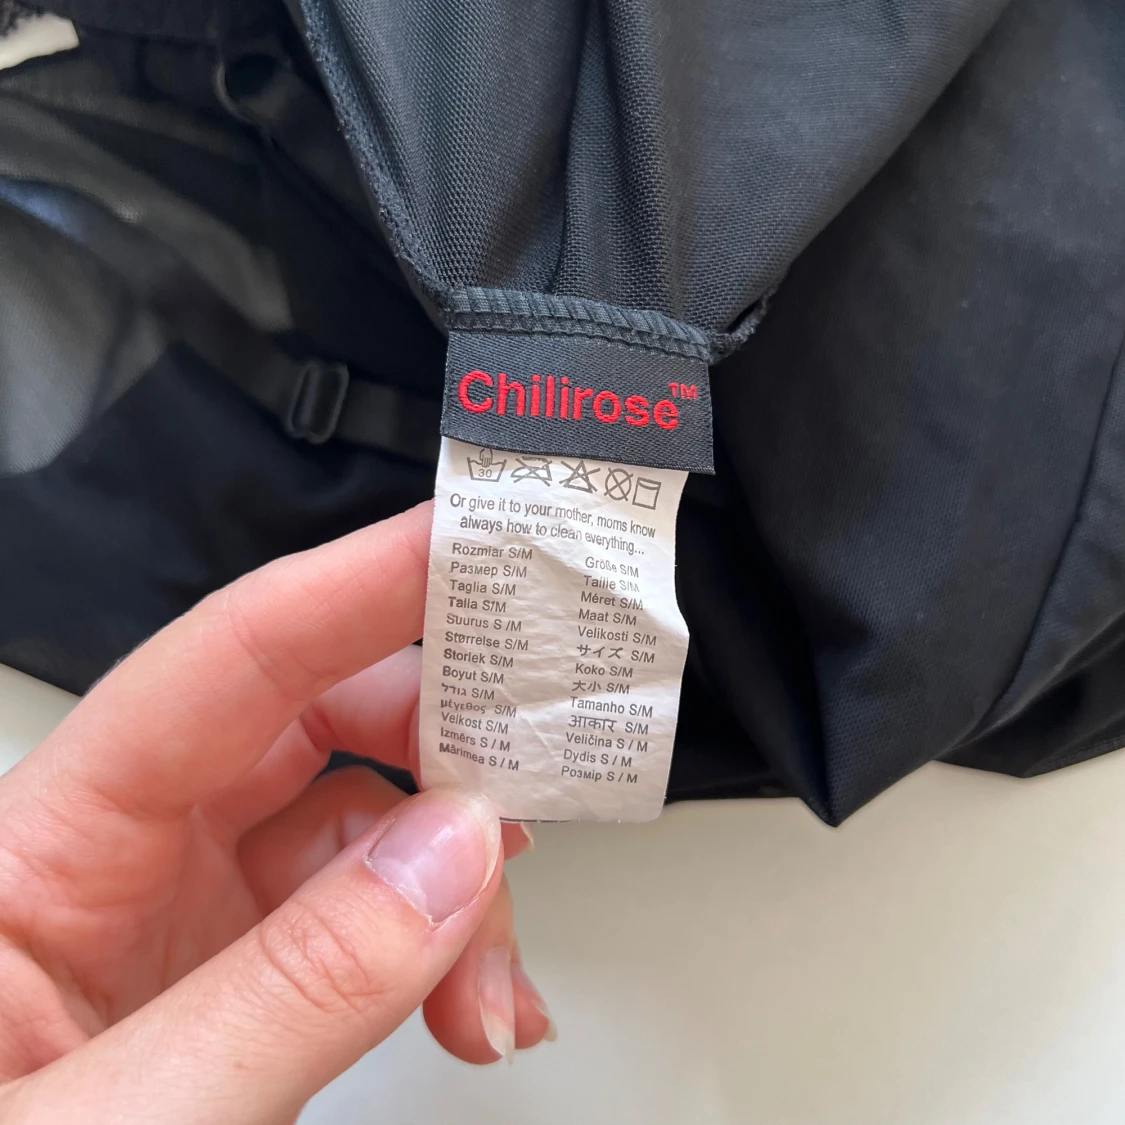 Chilirose™
30
Or give it to your mother, moms know
always how to clean everything...
Rozmiar S/M
Размер S/M
Taglia S/M
Talla S/M
Suurus S /M
Størrelse S/M
Storlek S/M
Boyut S/M
גודל S/M
μέγεθος S/M
Velkost S/M
Izmērs S / M
Mărimea S / M
Größe S/M
Taille S/M
Méret S/M
Maat S/M
Velikosti S/M
サイズ S/M
Koko S/M
大小 S/M
Tamanho S/M
आकार S/M
Veličina S / M
Dydis S / M
Розмір S / M